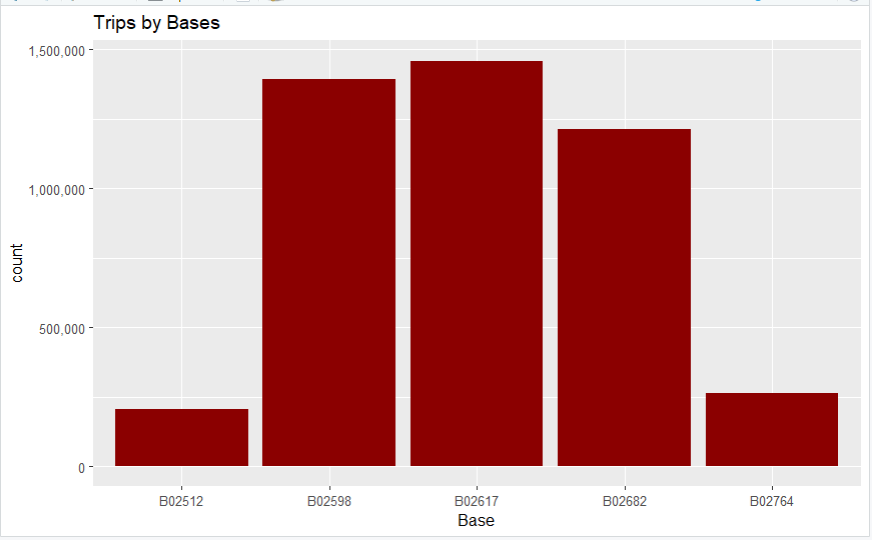 Trips by Bases
1,500,000
1,000,000
500,000
0
count
B02512 B02598 B02617 B02682 B02764
Base